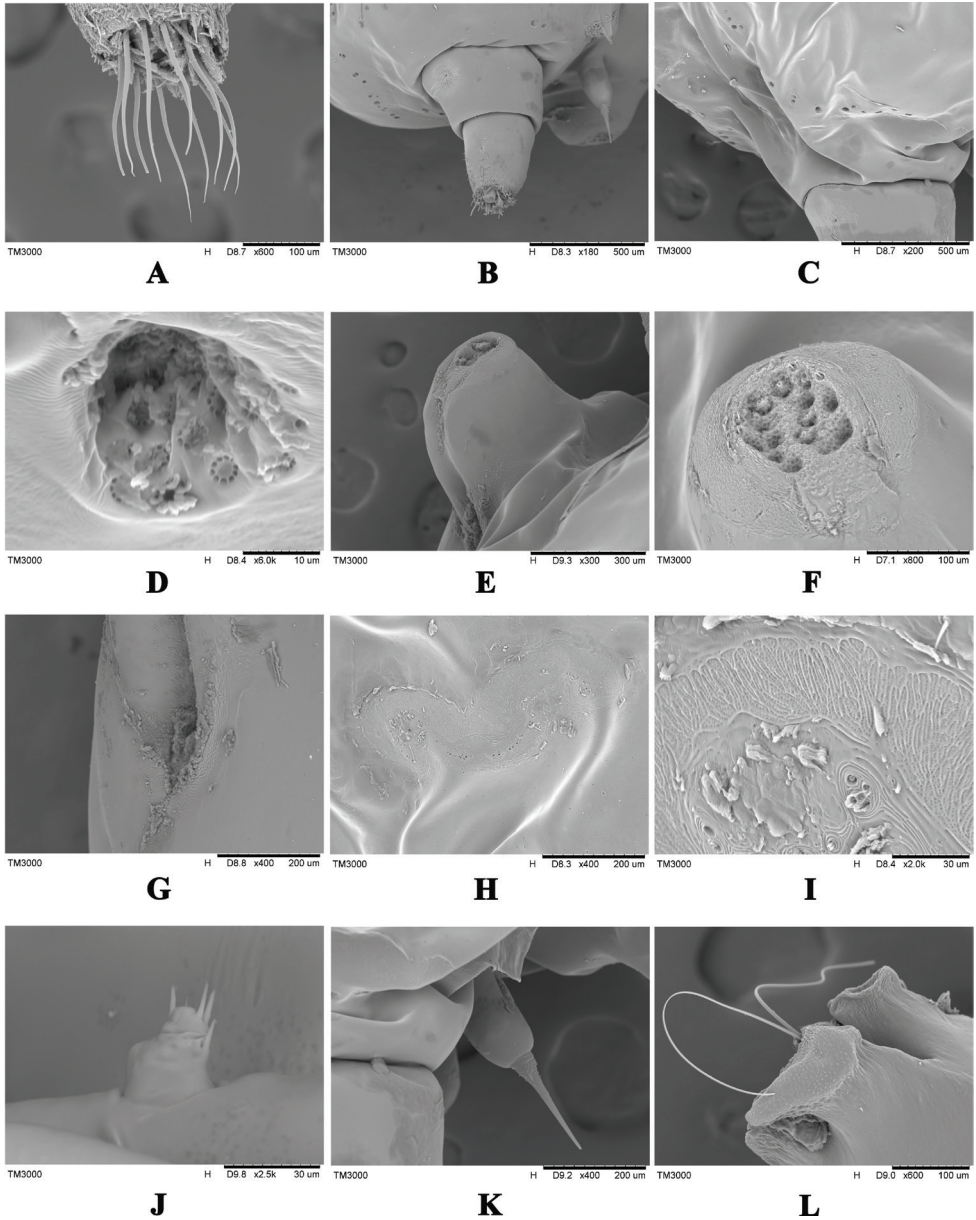 TM3000 H D8.7 x600 100 um
TM3000 H D8.3 x180 500 um
TM3000 H D8.7 x200 500 um
A
B
C
TM3000 H D8.4 x6.0k 10 um
TM3000 H D9.3 x300 300 um
TM3000 H D7.1 x800 100 um
D
E
F
TM3000 H D8.8 x400 200 um
TM3000 H D8.3 x400 200 um
TM3000 H D8.4 x2.0k 30 um
G
H
I
TM3000 H D9.8 x2.5k 30 um
TM3000 H D9.2 x400 200 um
TM3000 H D9.0 x600 100 um
J
K
L